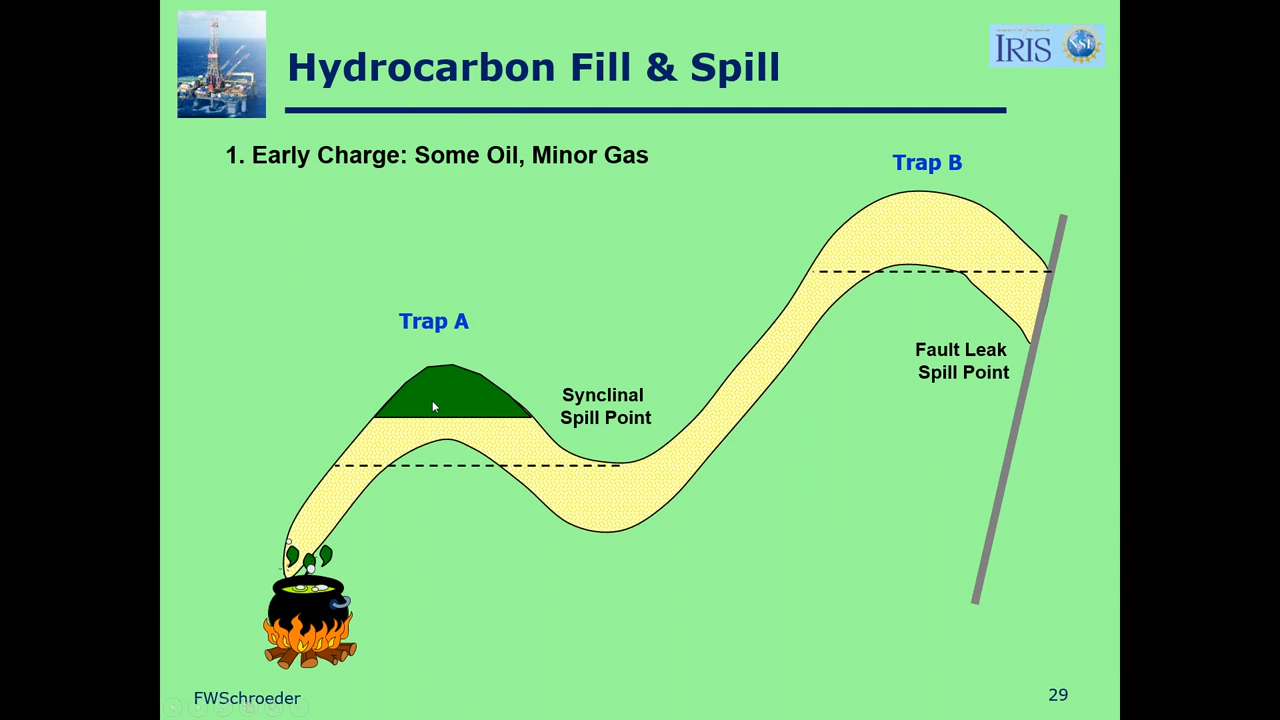 Hydrocarbon Fill & Spill
IRIS
NSF
1. Early Charge: Some Oil, Minor Gas
Trap B
Trap A
Fault Leak
Spill Point
Synclinal
Spill Point
FWSchroeder
29